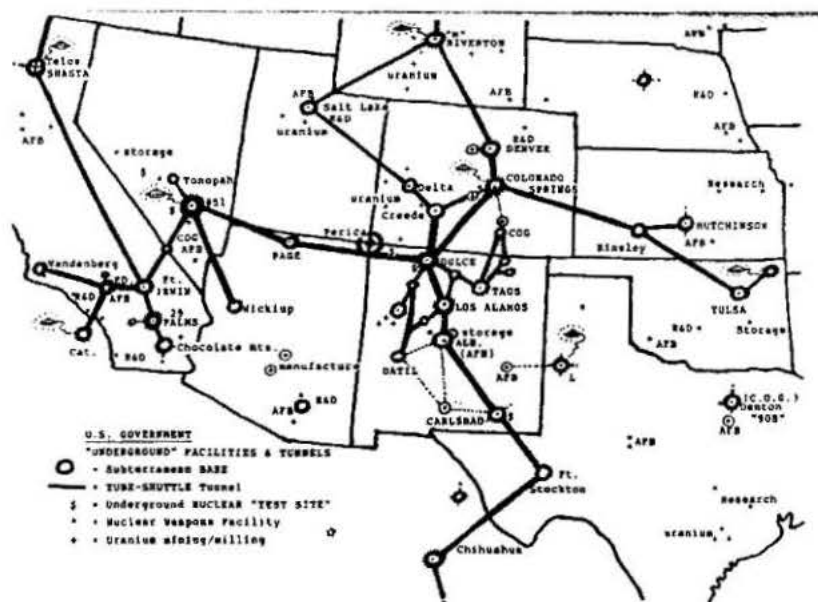 "M"
RIVERTON
Telos
SHASTA
uranium
AFB
Salt Lake
R&D
uranium
AFB
AFB
R&D
DENVER
R&D
AFB
storage
Tonopah
$
P51
$
COG
AFB
uranium
Delta
Creede
COLORADO
SPRINGS
COG
Research
HUTCHINSON
AFB
Kinsley
PAGE
DULCE
Vandenberg
R&D
AFB
Ft.
IRWIN
29
PALMS
Chocolate Mts.
Cat.
R&D
Wickiup
TAOS
LOS ALAMOS
storage
ALB.
(AFB)
DATIL
CARLSBAD
$
AFB
L
TULSA
Storage
R&D
AFB
manufacture
AFB
R&D
(C.O.G.)
Denton
AFB
AFB
Ft.
Stockton
Chihuahua
Research
uranium
U.S. GOVERNMENT
"UNDERGROUND" FACILITIES & TUNNELS
- Subterranean BASE
- TUBE-SHUTTLE Tunnel
$ - Underground NUCLEAR "TEST SITE"
- Nuclear Weapons Facility
+ - Uranium mining/milling